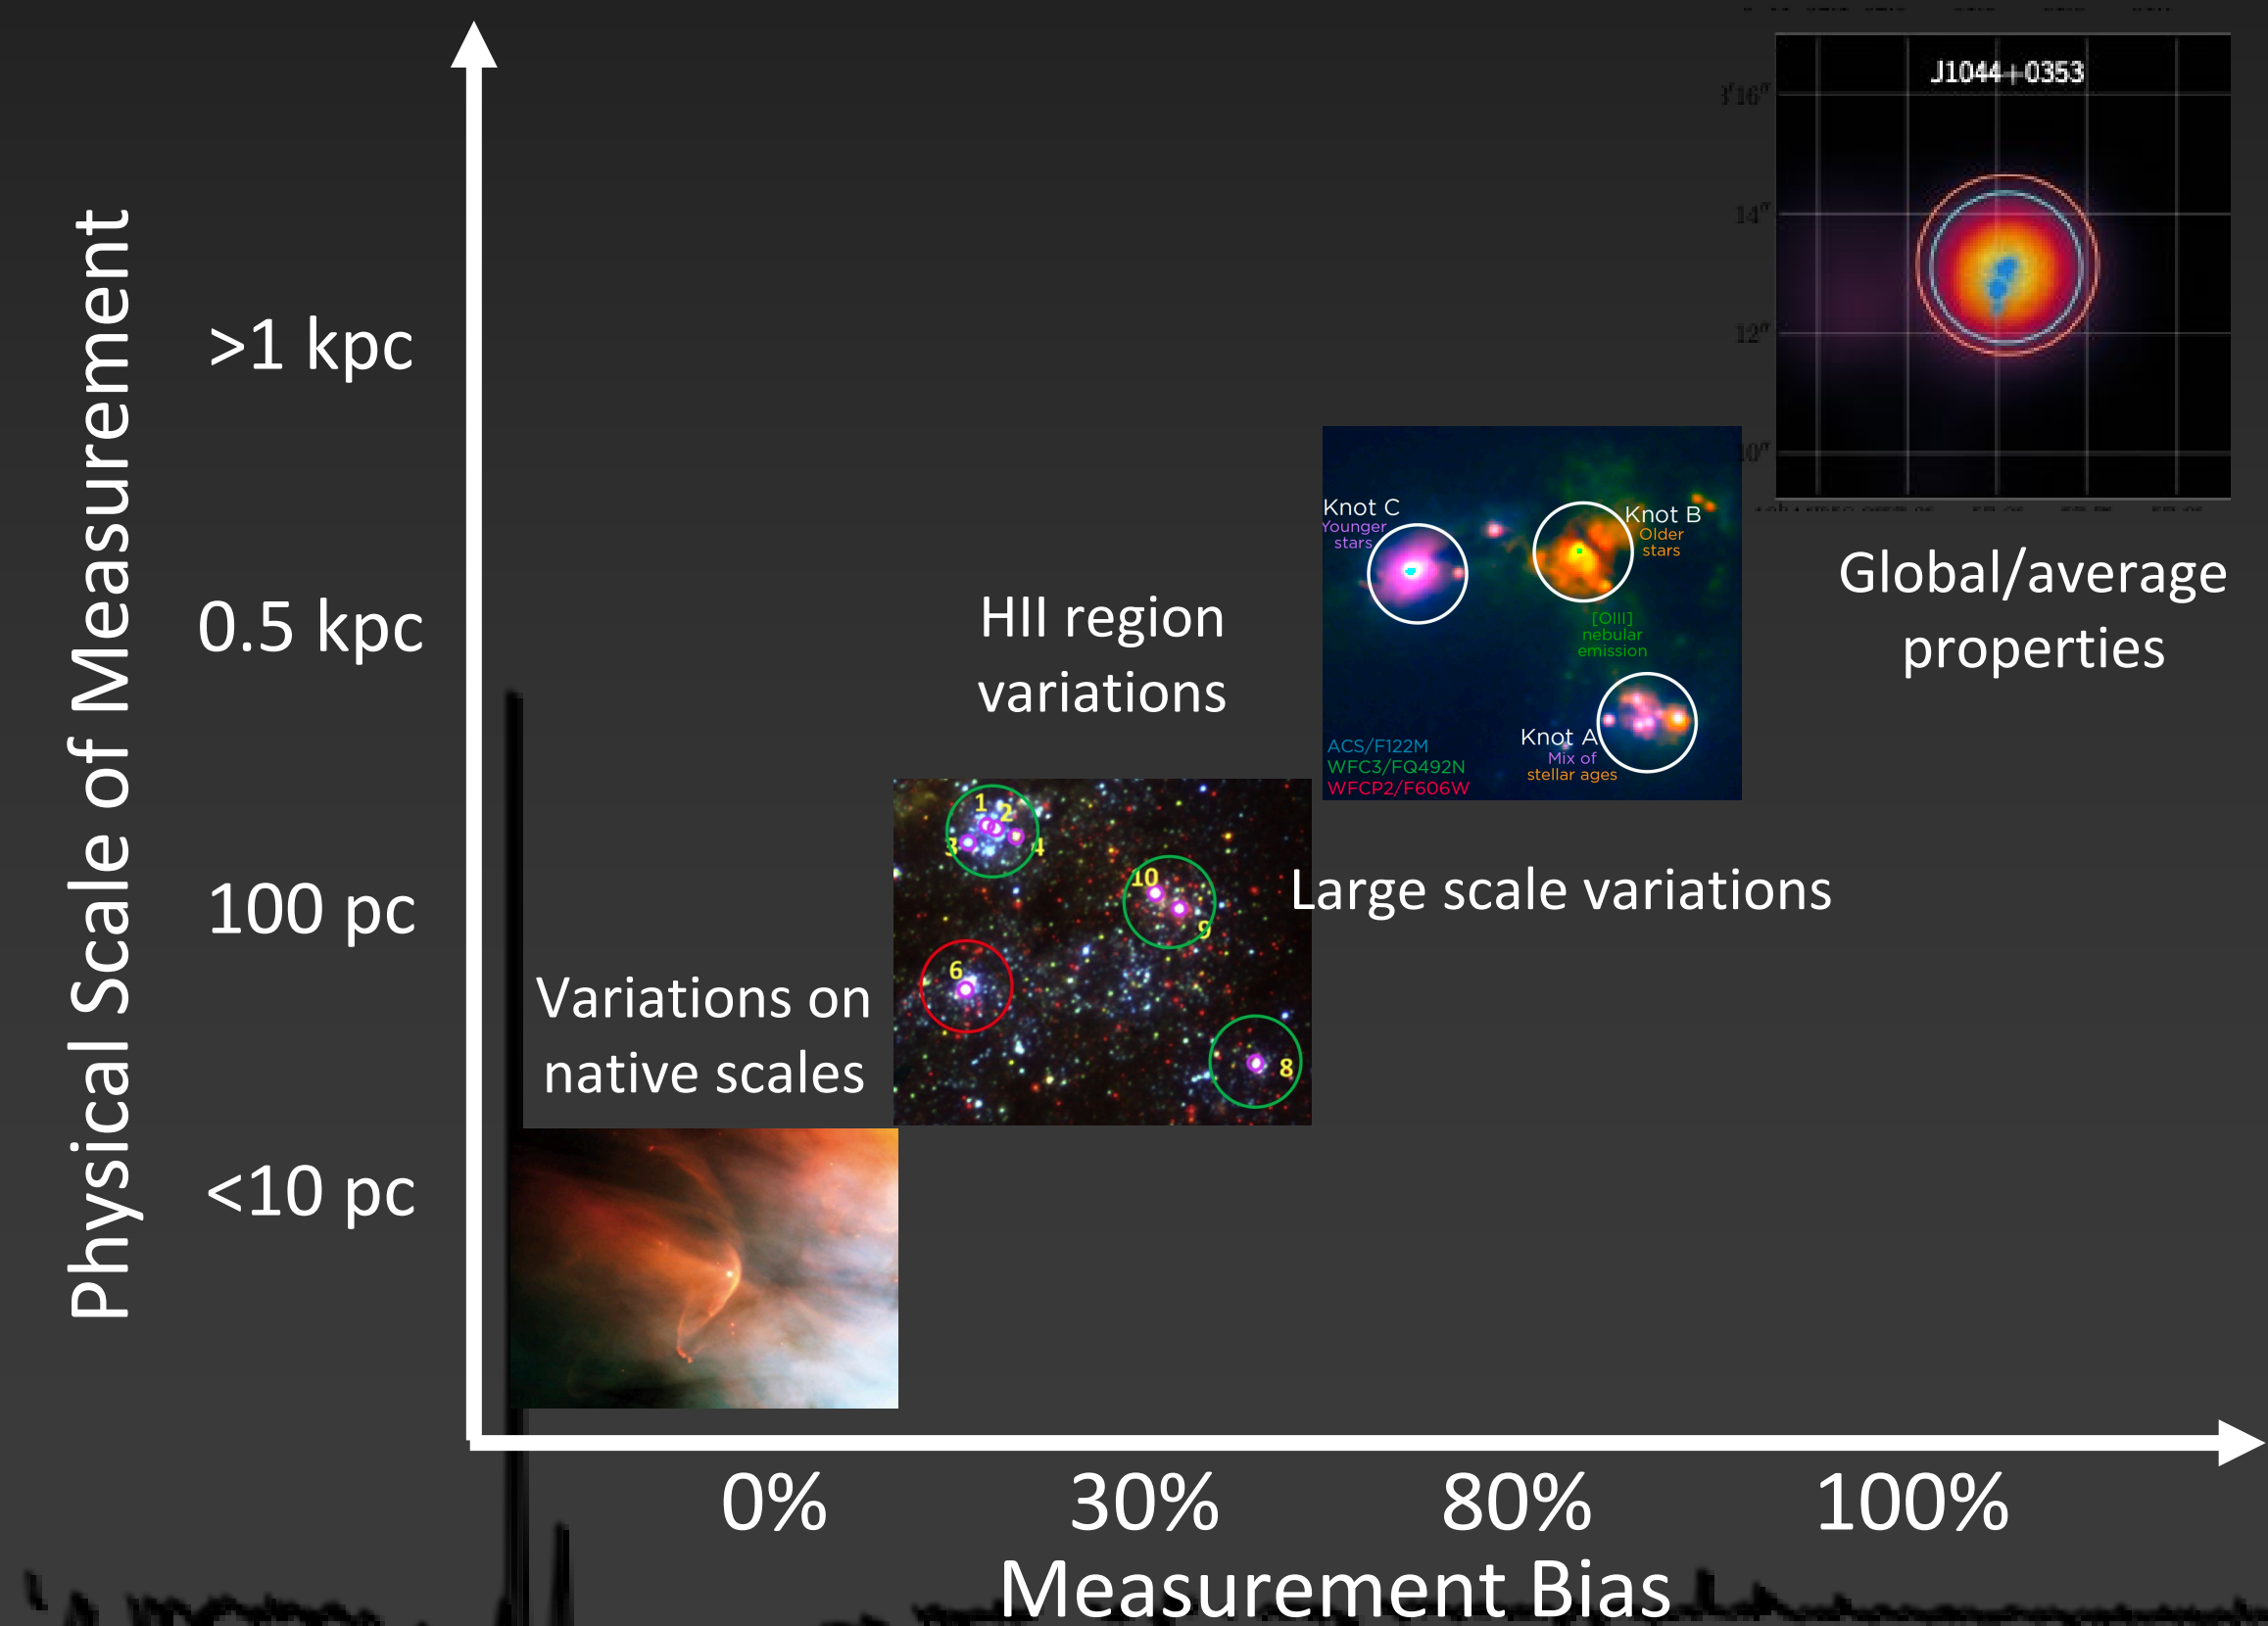 Physical Scale of Measurement
>1 kpc
0.5 kpc
100 pc
<10 pc
J1044+0353
14"
12"
Global/average
properties
Knot C
Younger
stars
Knot B
Older
stars
[OIII]
nebular
emission
Knot A
Mix of
stellar ages
ACS/F122M
WFC3/FQ492N
WFCP2/F606W
Large scale variations
HII region
variations
1
2
3
4
10
9
6
8
Variations on
native scales
0%
30%
80%
100%
Measurement Bias